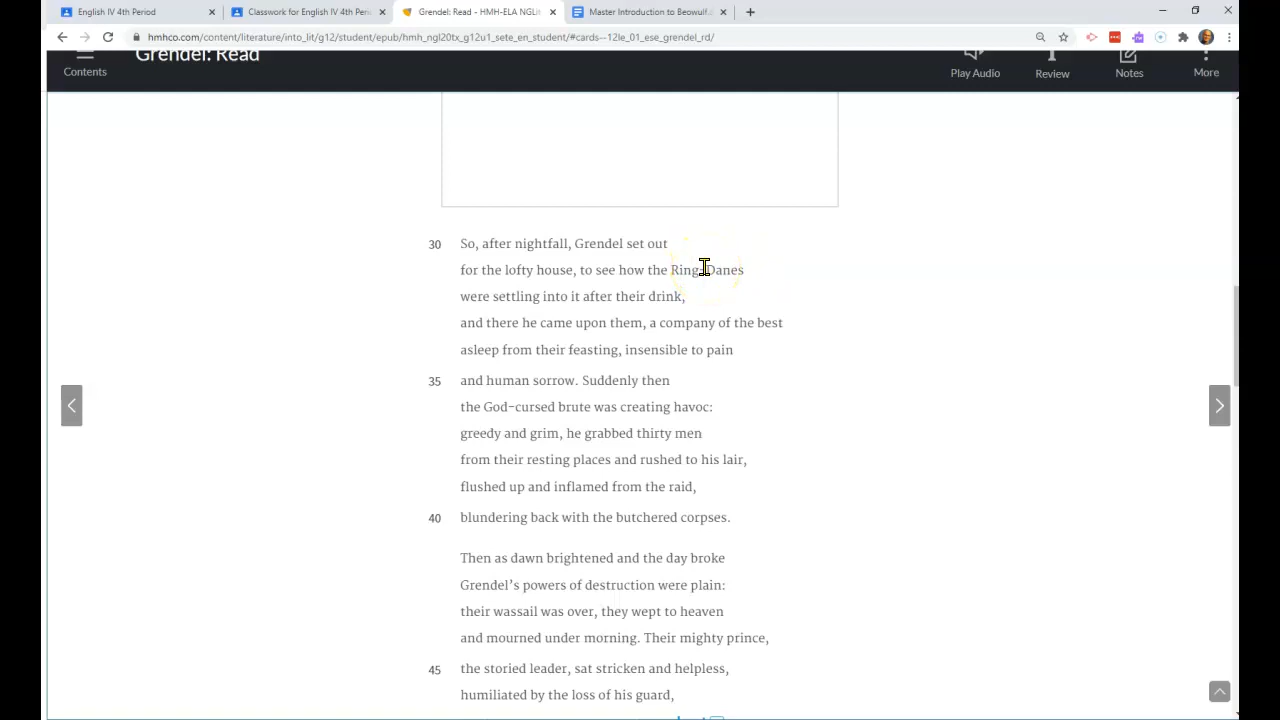 English IV 4th Period
Classwork for English IV 4th Peri
Grendel: Read - HMH-ELA NGLin
Master Introduction to Beowulf.d
hmhco.com/content/literature/into_lit/g12/student/epub/hmh_ngl20tx_g12u1_sete_en_student/#cards--12le_01_ese_grendel_rd/
Contents
Grendel: Read
Play Audio
Review
Notes
More
30 So, after nightfall, Grendel set out
for the lofty house, to see how the Ring-Danes
were settling into it after their drink,
and there he came upon them, a company of the best
asleep from their feasting, insensible to pain
35 and human sorrow. Suddenly then
the God-cursed brute was creating havoc:
greedy and grim, he grabbed thirty men
from their resting places and rushed to his lair,
flushed up and inflamed from the raid,
40 blundering back with the butchered corpses.
Then as dawn brightened and the day broke
Grendel's powers of destruction were plain:
their wassail was over, they wept to heaven
and mourned under morning. Their mighty prince,
45 the storied leader, sat stricken and helpless,
humiliated by the loss of his guard,